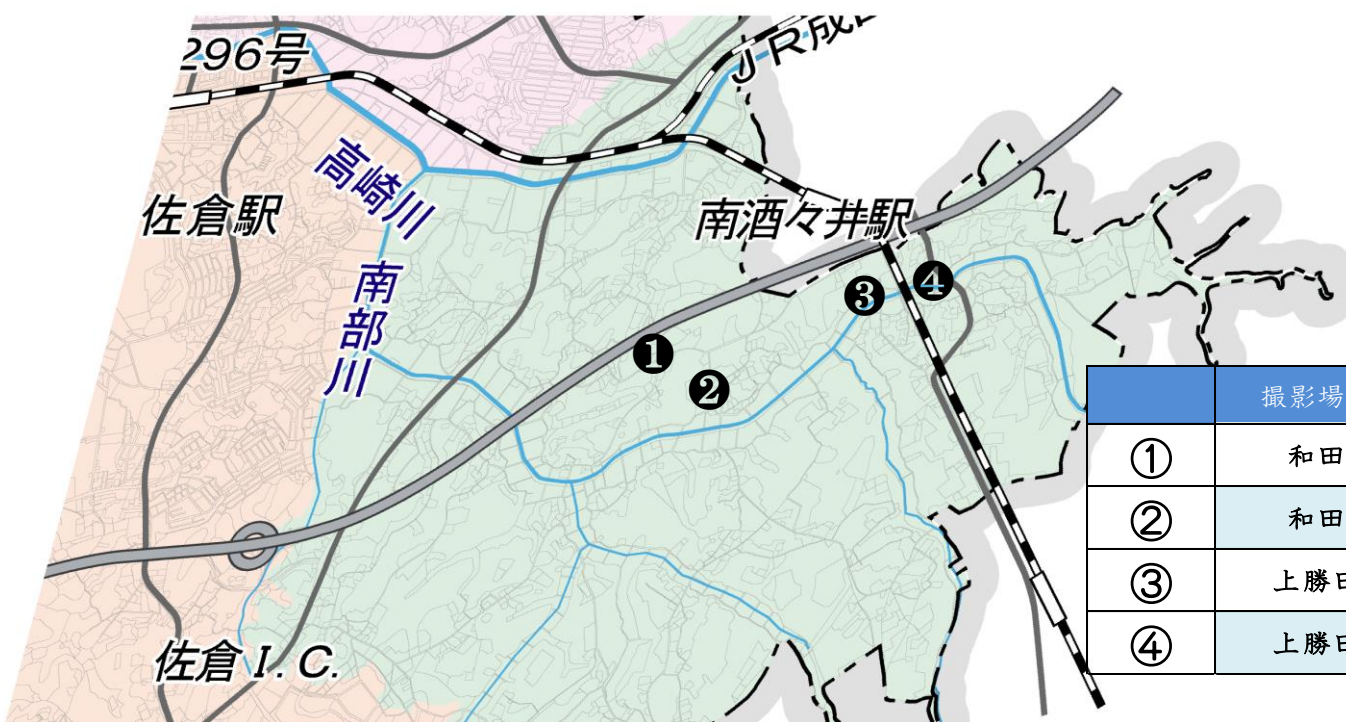 296号
JR成
高崎川
佐倉駅
南酒々井駅
南部川
❶
❷
❸
❹
佐倉I.C.
撮影場
① 和田
② 和田
③ 上勝
④ 上勝